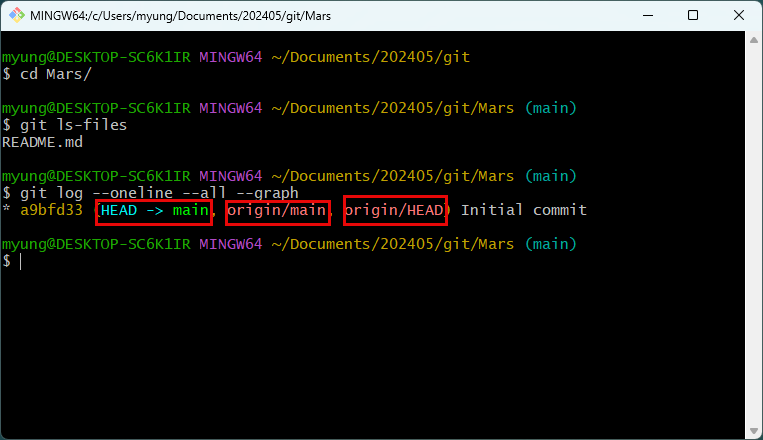 MINGW64:/c/Users/myung/Documents/202405/git/Mars
myung@DESKTOP-SC6K1IR MINGW64 ~/Documents/202405/git
$ cd Mars/
myung@DESKTOP-SC6K1IR MINGW64 ~/Documents/202405/git/Mars (main)
$ git ls-files
README.md
myung@DESKTOP-SC6K1IR MINGW64 ~/Documents/202405/git/Mars (main)
$ git log --oneline --all --graph
* a9bfd33 (HEAD -> main, origin/main, origin/HEAD) Initial commit
myung@DESKTOP-SC6K1IR MINGW64 ~/Documents/202405/git/Mars (main)
$